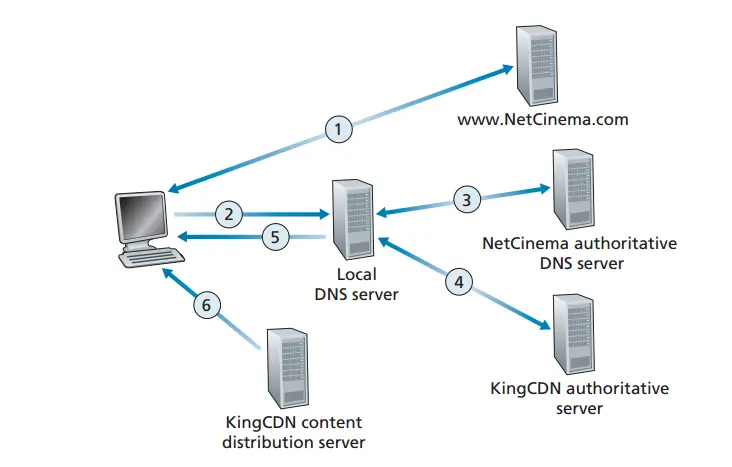 1
www.NetCinema.com
2
3
5
NetCinema authoritative
DNS server
Local
DNS server
4
6
KingCDN authoritative
server
KingCDN content
distribution server